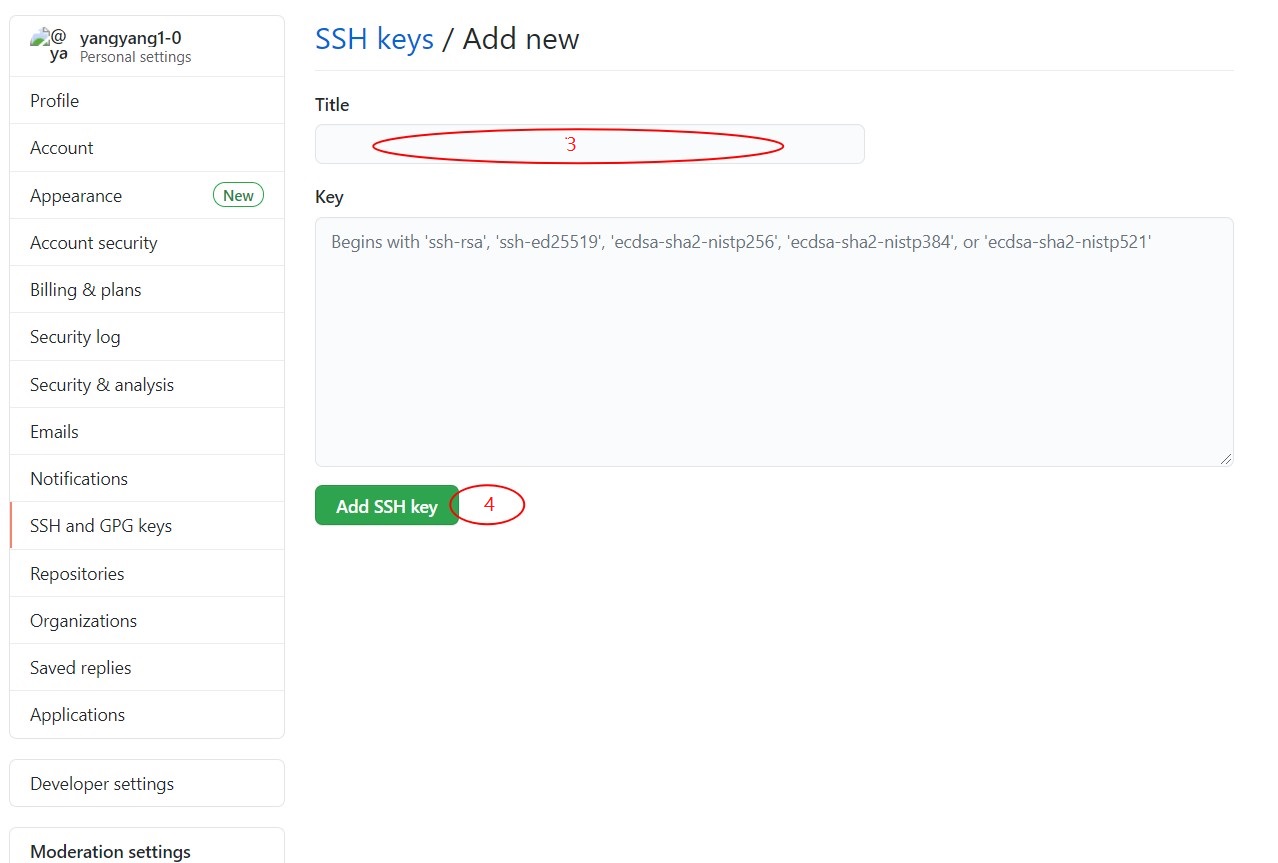 @
ya
yangyang1-0
Personal settings
Profile
Account
Appearance New
Account security
Billing & plans
Security log
Security & analysis
Emails
Notifications
SSH and GPG keys
Repositories
Organizations
Saved replies
Applications
Developer settings
Moderation settings
SSH keys / Add new
Title
3
Key
Begins with 'ssh-rsa', 'ssh-ed25519', 'ecdsa-sha2-nistp256', 'ecdsa-sha2-nistp384', or 'ecdsa-sha2-nistp521'
Add SSH key 4